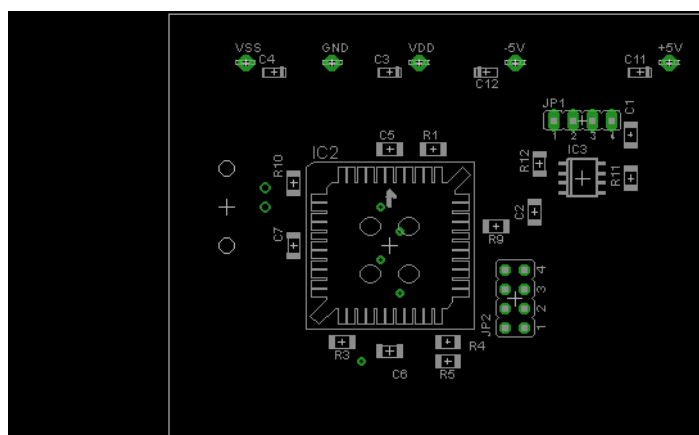 VSS GND VDD -5V +5V
C4 C3 C12 C11
JP1 C1
1 2 3 4
C5 R1
IC2 R12 IC3
R10 R11
C2
C7 R9
4
3
2
JP2 1
R3 R4
C6 R5